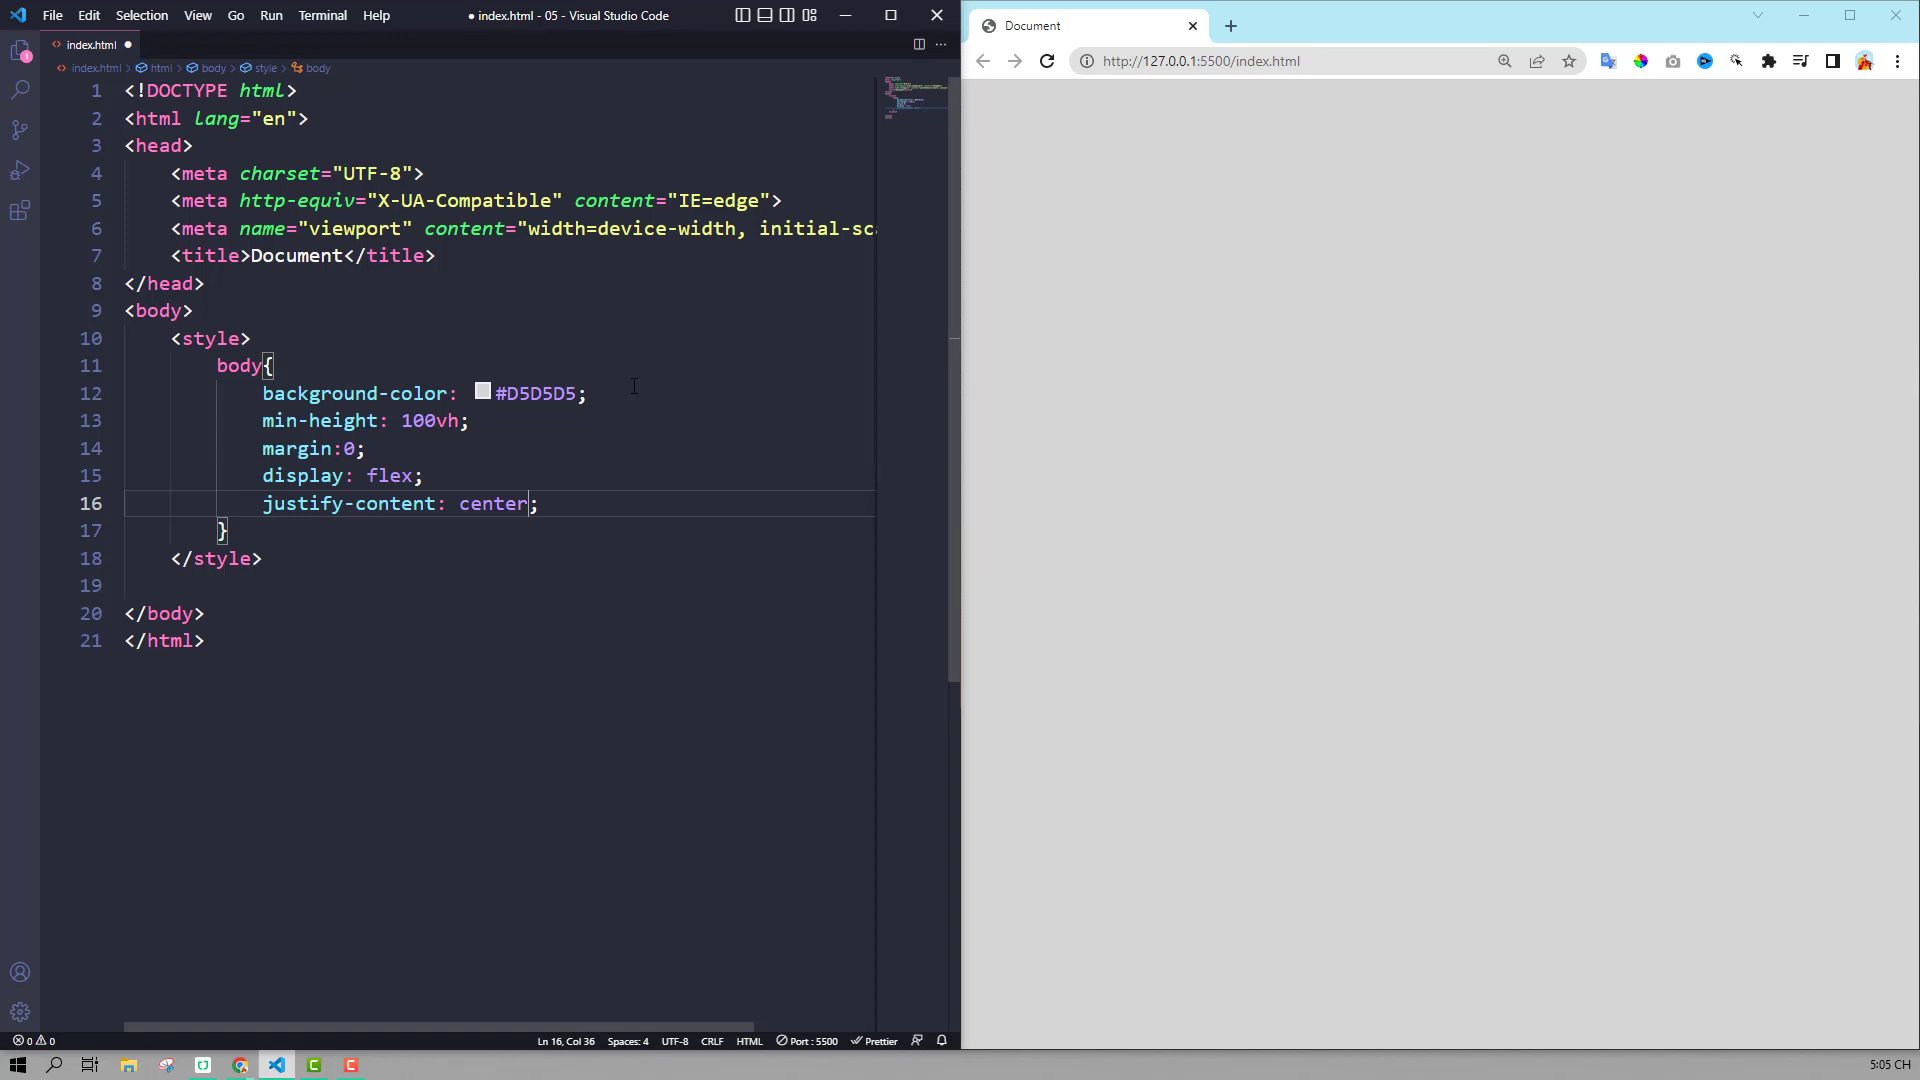 File Edit Selection View Go Run Terminal Help
● index.html - 05 - Visual Studio Code
index.html ●
index.html > html > body > style > body
1 <!DOCTYPE html>
2 <html lang="en">
3 <head>
4 <meta charset="UTF-8">
5 <meta http-equiv="X-UA-Compatible" content="IE=edge">
6 <meta name="viewport" content="width=device-width, initial-sca
7 <title>Document</title>
8 </head>
9 <body>
10 <style>
11 body{
12 background-color: #D5D5D5;
13 min-height: 100vh;
14 margin:0;
15 display: flex;
16 justify-content: center;
17 }
18 </style>
19
20 </body>
21 </html>
1
0 0 Ln 16, Col 36 Spaces: 4 UTF-8 CRLF HTML Port : 5500 Prettier
Document
http://127.0.0.1:5500/index.html
5:05 CH